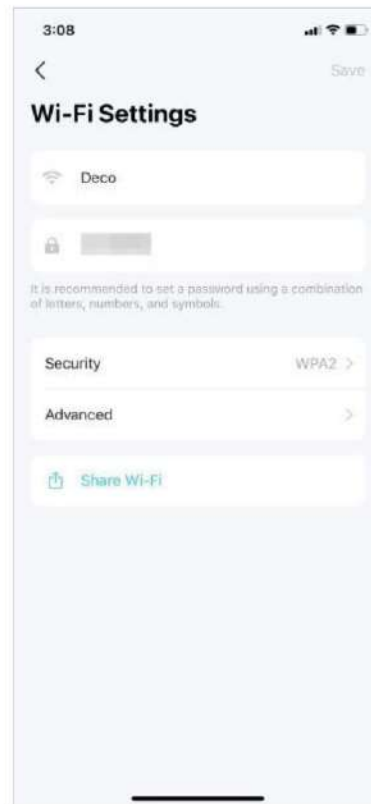 3:08
Save
Wi-Fi Settings
Deco
It is recommended to set a password using a combination
of letters, numbers, and symbols.
Security WPA2
Advanced
Share Wi-Fi